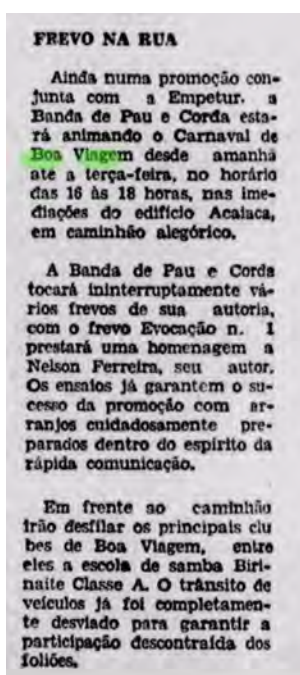 FREVO NA RUA
Ainda numa promoção con-
junta com a Empetur. a
Banda de Pau e Corda esta-
rá animando o Carnaval de
Boa Viagem desde amanhã
até a terça-feira, no horário
das 16 às 18 horas, nas ime-
diações do edifício Acaiaca,
em caminhão alegórico.
A Banda de Pau e Corda
tocará ininterruptamente vá-
rios frevos de sua autoria,
com o frevo Evocação n. 1
prestará uma homenagem a
Nelson Ferreira, seu autor.
Os ensaios já garantem o su-
cesso da promoção com ar-
ranjos cuidadosamente pre-
parados dentro do espírito da
rápida comunicação.
Em frente ao caminhão
irão desfilar os principais clu
bes de Boa Viagem, entre
eles a escola de samba Biri-
naite Classe A. O trânsito de
veículos já foi completamen-
te desviado para garantir a
participação descontraída dos
foliões.